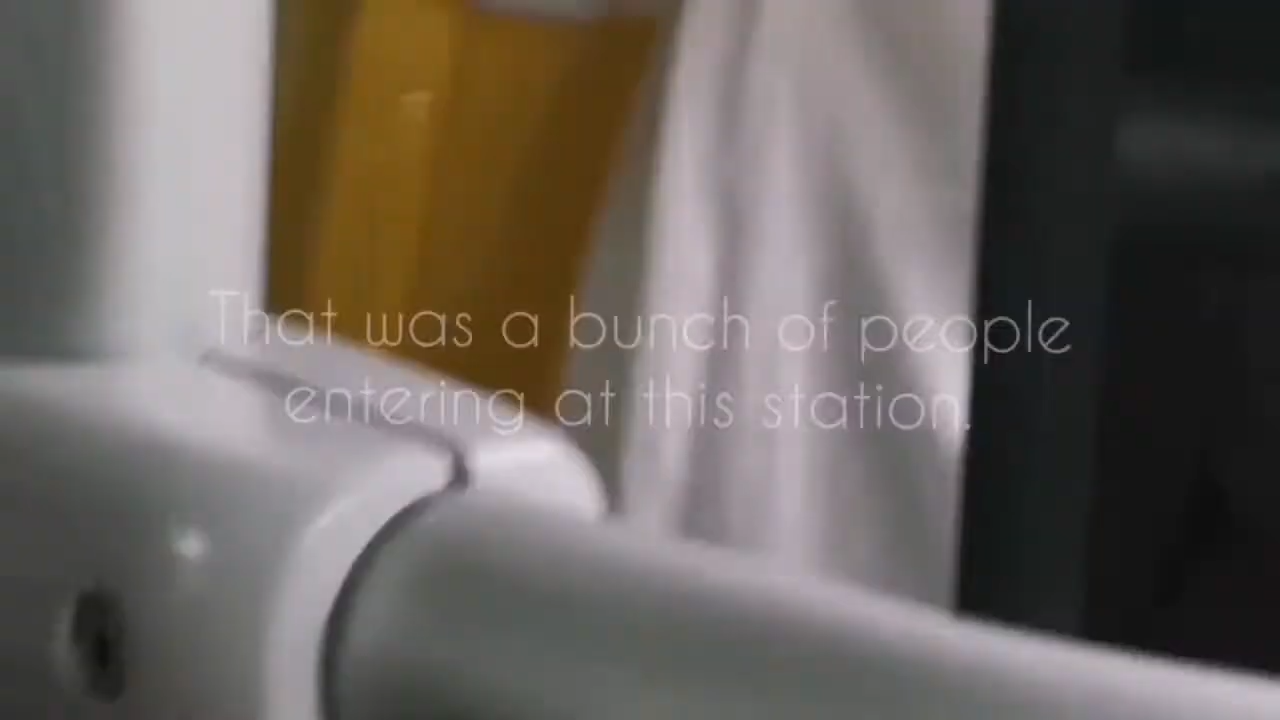 That was a bunch of people
entering at this station.